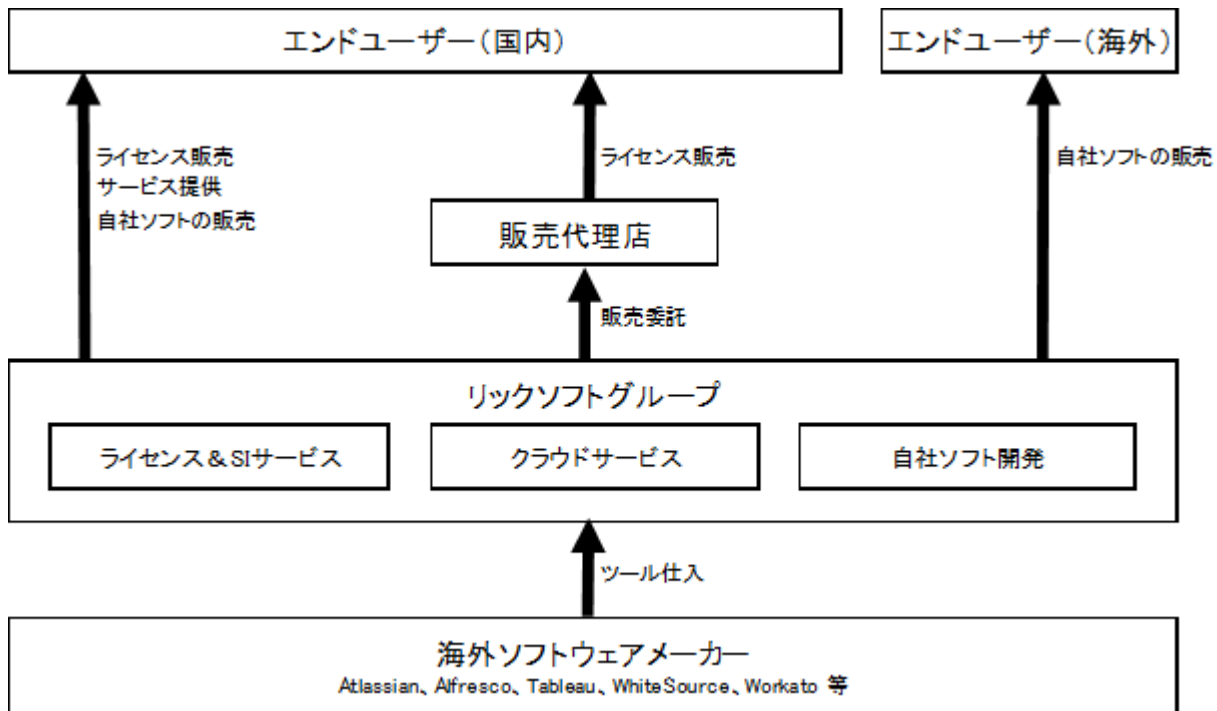 エンドユーザー(国内)
エンドユーザー(海外)
ライセンス販売
サービス提供
自社ソフトの販売
ライセンス販売
自社ソフトの販売
販売代理店
販売委託
リックソフトグループ
ライセンス&SIサービス
クラウドサービス
自社ソフト開発
ツール仕入
海外ソフトウェアメーカー
Atlassian、Alfresco、Tableau、WhiteSource、Workato 等